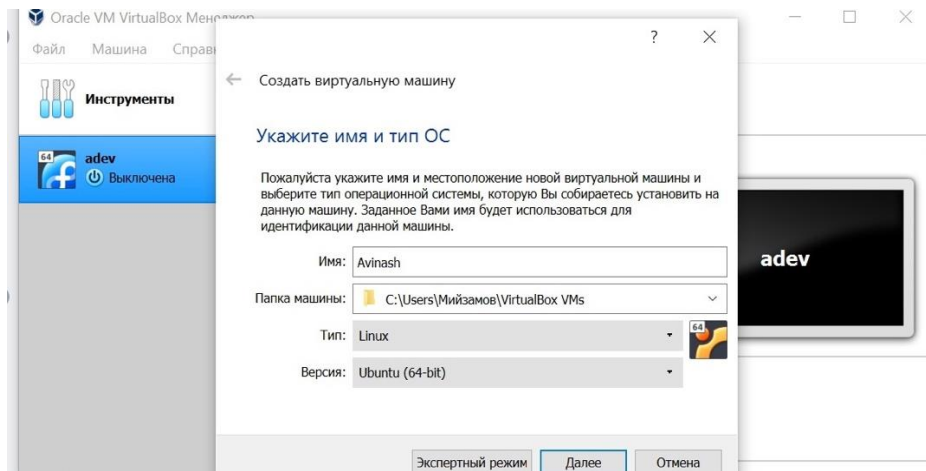 Oracle VM VirtualBox Менеджер
Файл Машина Справ
? 
Создать виртуальную машину
Инструменты
Укажите имя и тип ОС
64 adev
Выключена
Пожалуйста укажите имя и местоположение новой виртуальной машины и
выберите тип операционной системы, которую Вы собираетесь установить на
данную машину. Заданное Вами имя будет использоваться для
идентификации данной машины.
Имя: Avinash
adev
Папка машины: C:\Users\Мийзамов\VirtualBox VMs
Тип: Linux
64
Версия: Ubuntu (64-bit)
Экспертный режим Далее Отмена